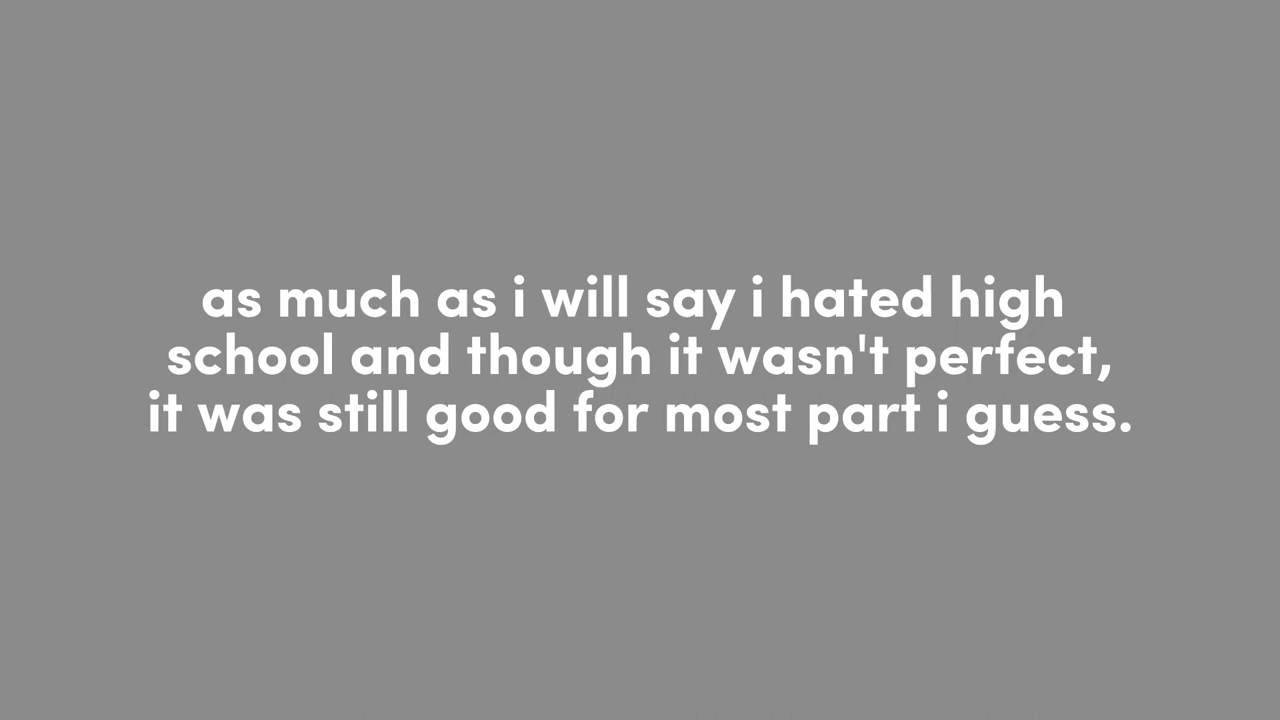 as much as i will say i hated high
school and though it wasn't perfect,
it was still good for most part i guess.